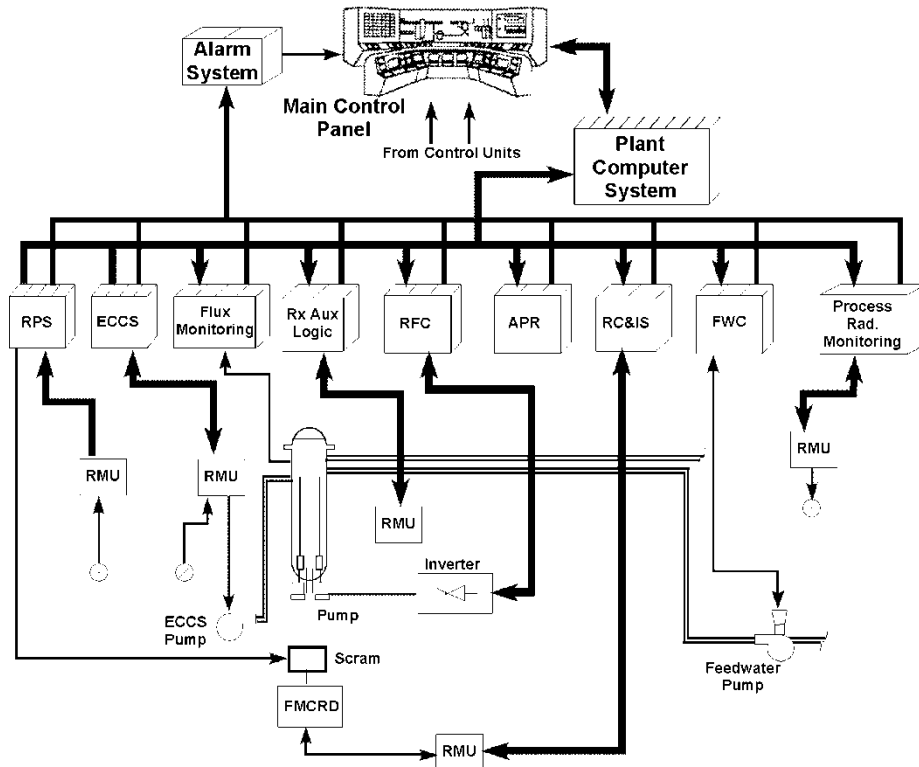 Alarm
System
Main Control
Panel
From Control Units
Plant
Computer
System
RPS
ECCS
Flux
Monitoring
Rx Aux
Logic
RFC
APR
RC&IS
FWC
Process
Rad.
Monitoring
RMU
RMU
RMU
RMU
Inverter
Pump
ECCS
Pump
Scram
FMCRD
RMU
Feedwater
Pump